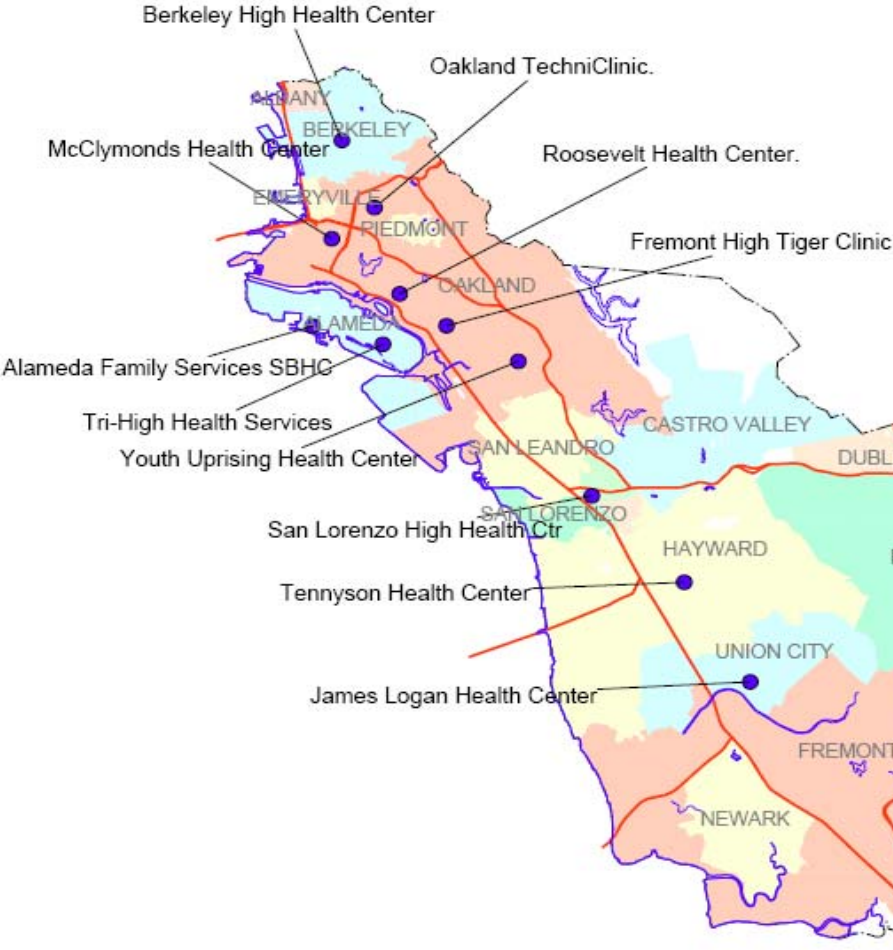 Berkeley High Health Center
Oakland TechniClinic.
ALBANY
BERKELEY
McClymonds Health Center
Roosevelt Health Center.
EMERYVILLE
PIEDMONT
Fremont High Tiger Clinic
OAKLAND
ALAMEDA
Alameda Family Services SBHC
Tri-High Health Services
CASTRO VALLEY
SAN LEANDRO
Youth Uprising Health Center
DUBL
SAN LORENZO
San Lorenzo High Health Ctr
HAYWARD
Tennyson Health Center
UNION CITY
James Logan Health Center
FREMONT
NEWARK